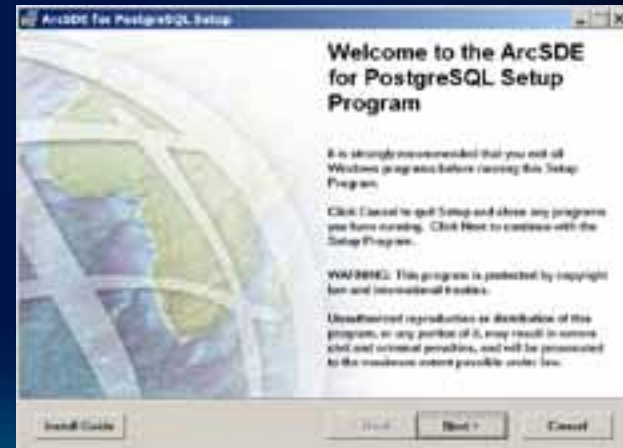 ArcSDE for PostgreSQL Setup
Welcome to the ArcSDE
for PostgreSQL Setup
Program
It is strongly recommended that you exit all
Windows programs before running this Setup
Program.
Click Cancel to quit Setup and close any programs
you have running. Click Next to continue with the
Setup Program.
WARNING: This program is protected by copyright
law and international treaties.
Unauthorized reproduction or distribution of this
program, or any portion of it, may result in severe
civil and criminal penalties, and will be prosecuted
to the maximum extent possible under law.
Install Guide
Next >
Cancel